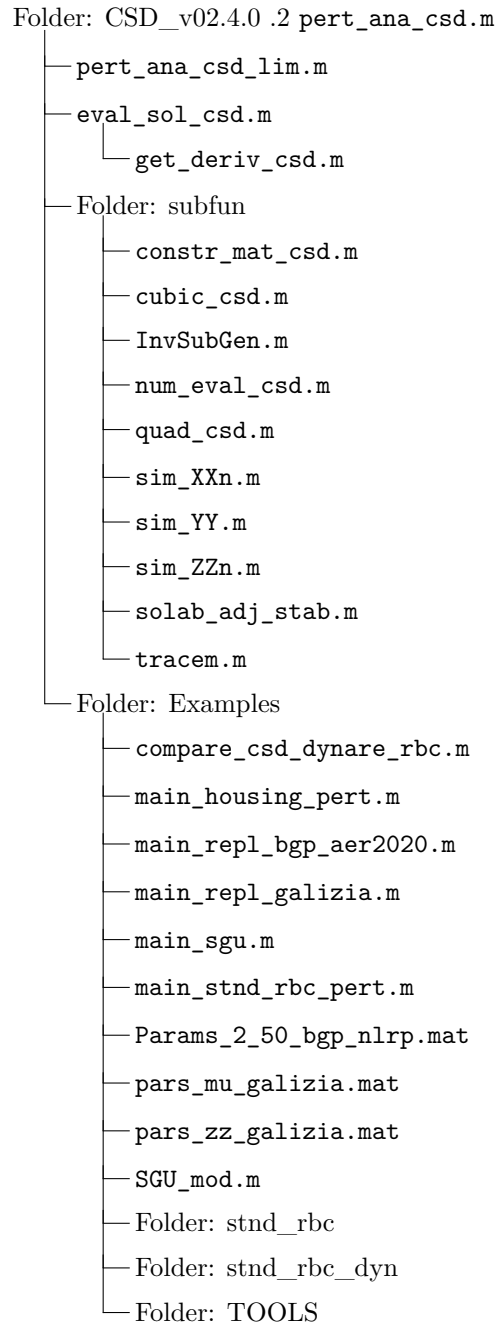 Folder: CSD_v02.4.0 .2 pert_ana_csd.m
pert_ana_csd_lim.m
eval_sol_csd.m
get_deriv_csd.m
Folder: subfun
constr_mat_csd.m
cubic_csd.m
InvSubGen.m
num_eval_csd.m
quad_csd.m
sim_XXn.m
sim_YY.m
sim_ZZn.m
solab_adj_stab.m
tracem.m
Folder: Examples
compare_csd_dynare_rbc.m
main_housing_pert.m
main_repl_bgp_aer2020.m
main_repl_galizia.m
main_sgu.m
main_stnd_rbc_pert.m
Params_2_50_bgp_nlrp.mat
pars_mu_galizia.mat
pars_zz_galizia.mat
SGU_mod.m
Folder: stnd_rbc
Folder: stnd_rbc_dyn
Folder: TOOLS